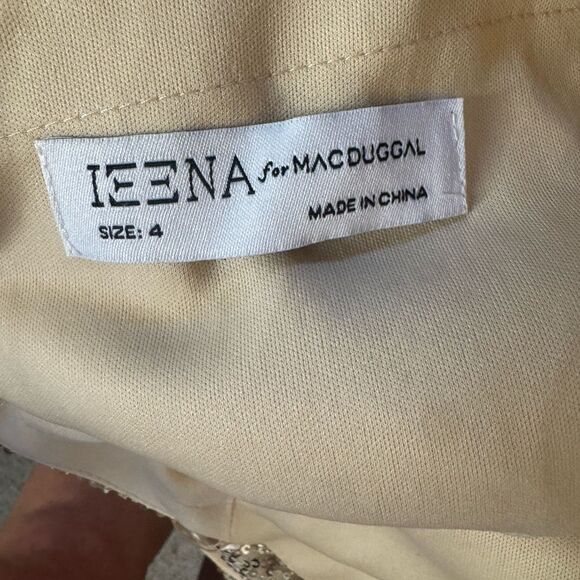 IEENA for MAC DUGGAL
SIZE: 4
MADE IN CHINA